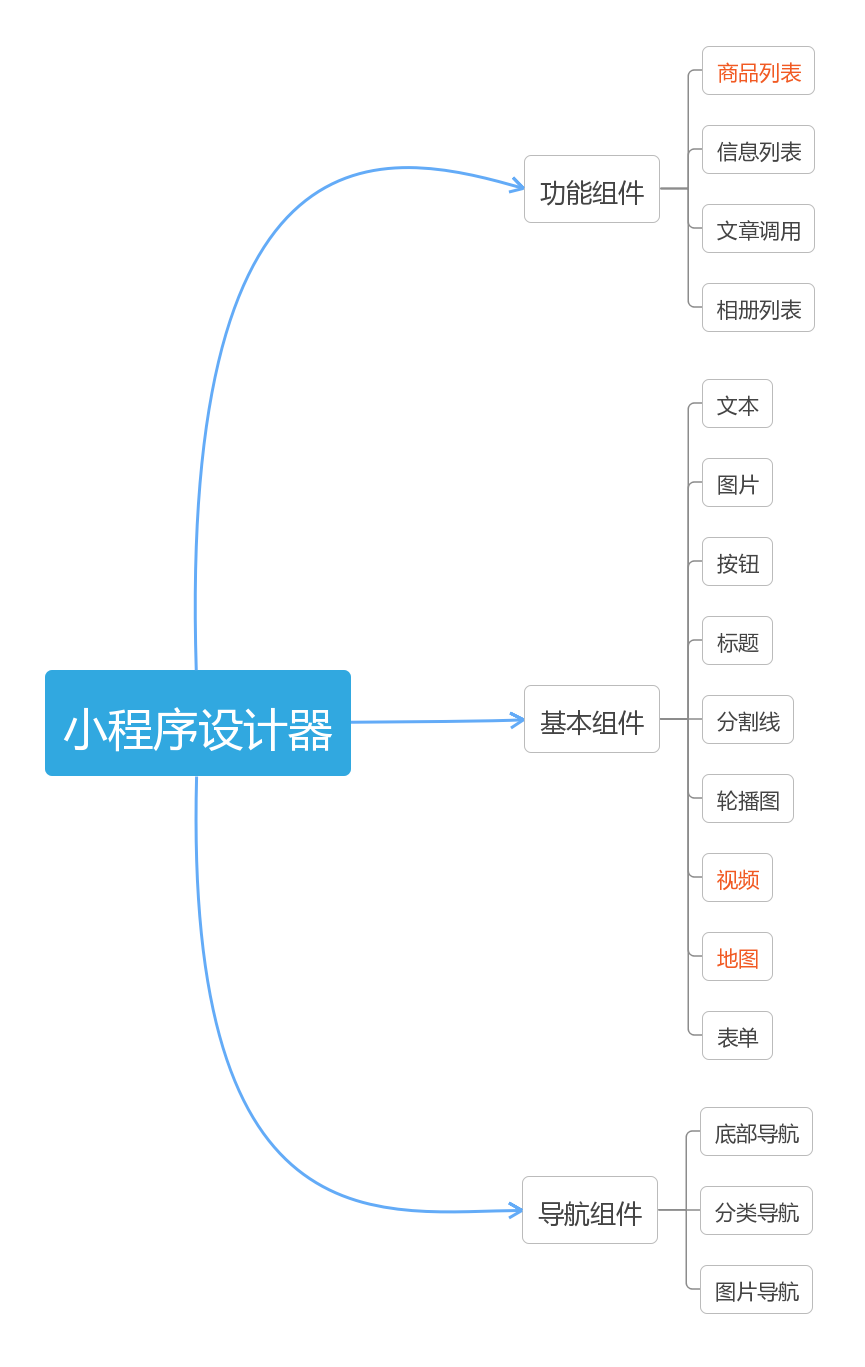 小程序设计器
功能组件
商品列表
信息列表
文章调用
相册列表
基本组件
文本
图片
按钮
标题
分割线
轮播图
视频
地图
表单
导航组件
底部导航
分类导航
图片导航